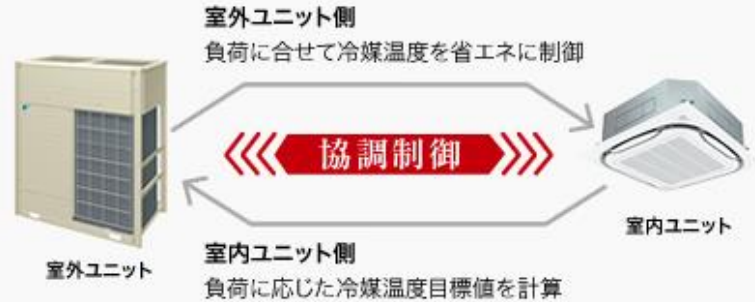 室外ユニット側
負荷に合せて冷媒温度を省エネに制御
協調制御
室外ユニット
室内ユニット
室内ユニット側
負荷に応じた冷媒温度目標値を計算